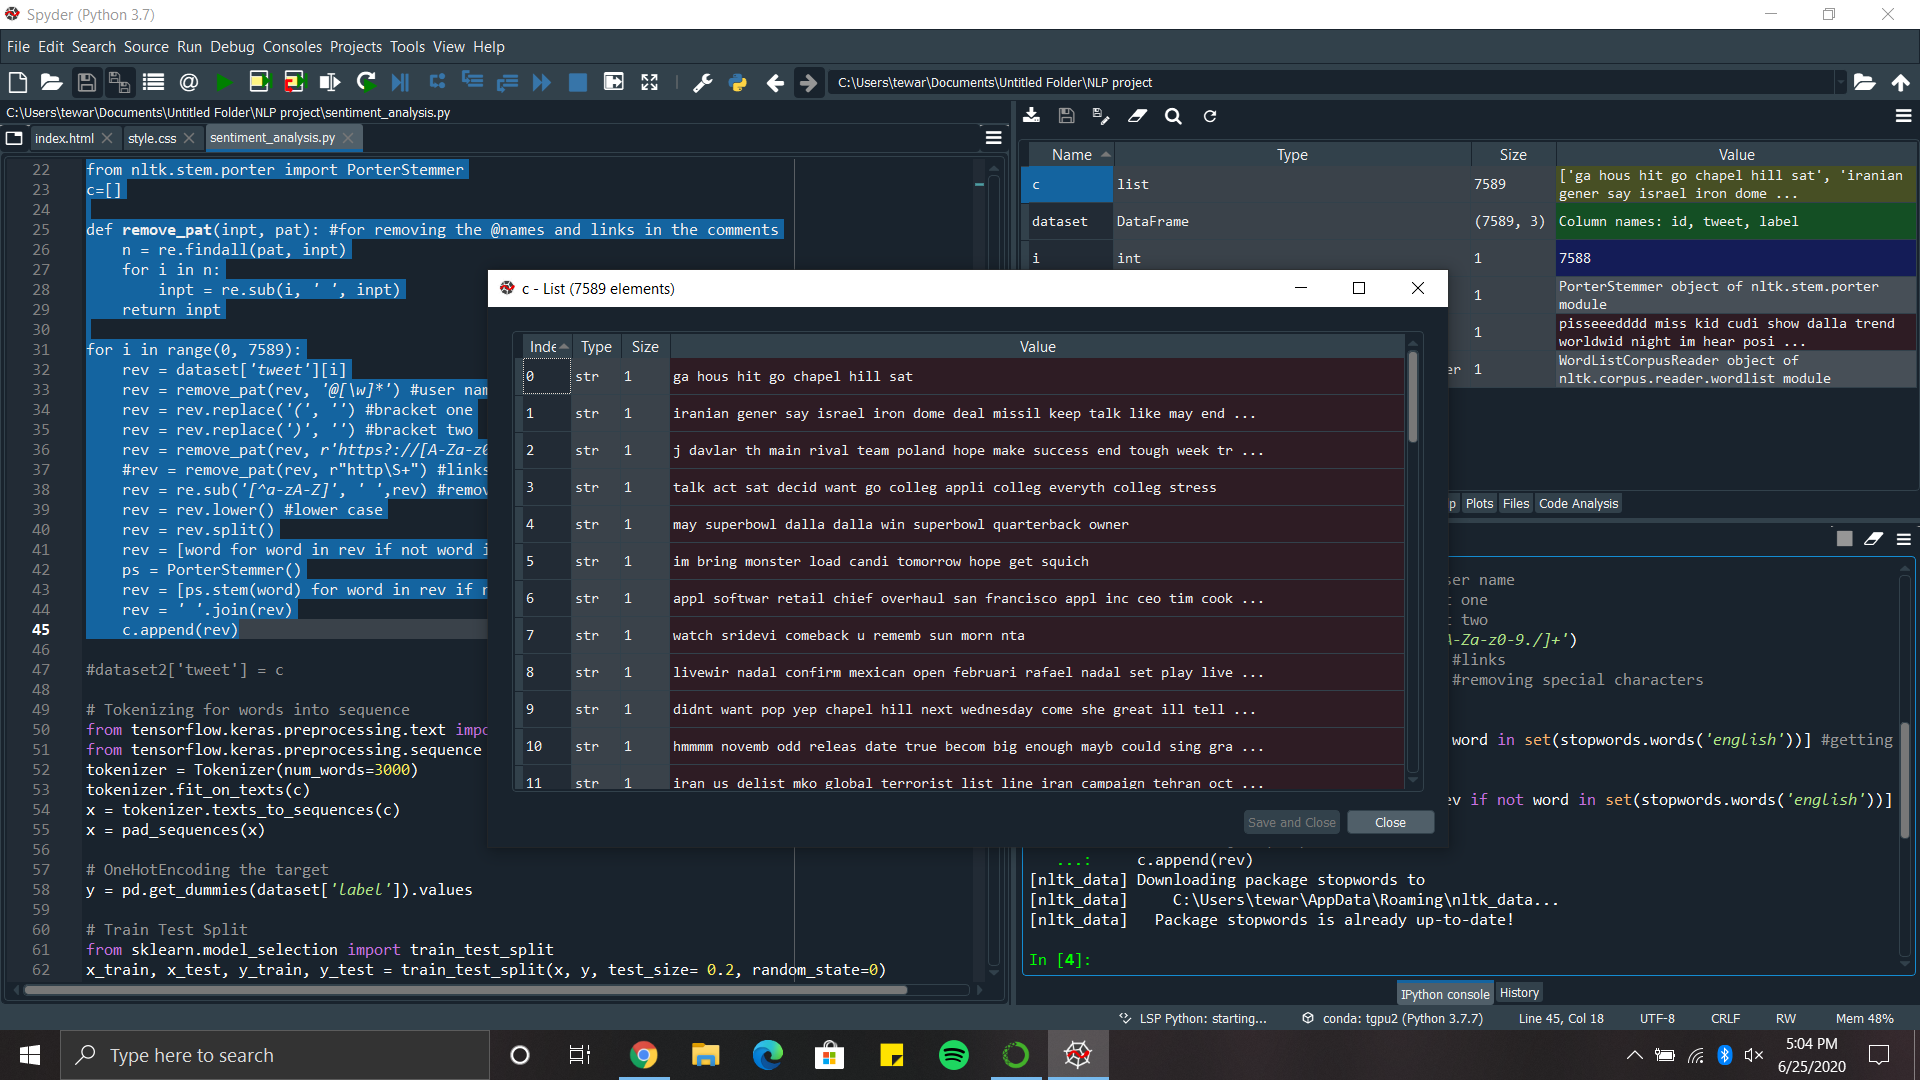 Spyder (Python 3.7)
File Edit Search Source Run Debug Consoles Projects Tools View Help
C:\Users\tewar\Documents\Untitled Folder\NLP project
C:\Users\tewar\Documents\Untitled Folder\NLP project\sentiment_analysis.py
index.html style.css sentiment_analysis.py
22 from nltk.stem.porter import PorterStemmer
23 c=[]
24
25 def remove_pat(inpt, pat): #for removing the @names and links in the comments
26 n = re.findall(pat, inpt)
27 for i in n:
28 inpt = re.sub(i, ' ', inpt)
29 return inpt
30
31 for i in range(0, 7589):
32 rev = dataset['tweet'][i]
33 rev = remove_pat(rev, '@[\w]*') #user nam
34 rev = rev.replace('(', '') #bracket one
35 rev = rev.replace(')', '') #bracket two
36 rev = remove_pat(rev, r'https?://[A-Za-z0
37 #rev = remove_pat(rev, r"http\S+") #links
38 rev = re.sub('[^a-zA-Z]', ' ',rev) #remov
39 rev = rev.lower() #lower case
40 rev = rev.split()
41 rev = [word for word in rev if not word i
42 ps = PorterStemmer()
43 rev = [ps.stem(word) for word in rev if n
44 rev = ' '.join(rev)
45 c.append(rev)
46
47 #dataset2['tweet'] = c
48
49 # Tokenizing for words into sequence
50 from tensorflow.keras.preprocessing.text impo
51 from tensorflow.keras.preprocessing.sequence
52 tokenizer = Tokenizer(num_words=3000)
53 tokenizer.fit_on_texts(c)
54 x = tokenizer.texts_to_sequences(c)
55 x = pad_sequences(x)
56
57 # OneHotEncoding the target
58 y = pd.get_dummies(dataset['label']).values
59
60 # Train Test Split
61 from sklearn.model_selection import train_test_split
62 x_train, x_test, y_train, y_test = train_test_split(x, y, test_size= 0.2, random_state=0)
Name Type Size Value
c list 7589 ['ga hous hit go chapel hill sat', 'iranian
gener say israel iron dome ...
dataset DataFrame (7589, 3) Column names: id, tweet, label
i int 1 7588
1 PorterStemmer object of nltk.stem.porter
module
1 pisseeedddd miss kid cudi show dalla trend
worldwid night im hear posi ...
er 1 WordListCorpusReader object of
nltk.corpus.reader.wordlist module
c - List (7589 elements)
Inde Type Size Value
0 str 1 ga hous hit go chapel hill sat
1 str 1 iranian gener say israel iron dome deal missil keep talk like may end ...
2 str 1 j davlar th main rival team poland hope make success end tough week tr ...
3 str 1 talk act sat decid want go colleg appli colleg everyth colleg stress
4 str 1 may superbowl dalla dalla win superbowl quarterback owner
5 str 1 im bring monster load candi tomorrow hope get squich
6 str 1 appl softwar retail chief overhaul san francisco appl inc ceo tim cook ...
7 str 1 watch sridevi comeback u rememb sun morn nta
8 str 1 livewir nadal confirm mexican open februari rafael nadal set play live ...
9 str 1 didnt want pop yep chapel hill next wednesday come she great ill tell ...
10 str 1 hmmmm novemb odd releas date true becom big enough mayb could sing gra ...
11 str 1 iran us delist mko global terrorist list line iran campaign tehran oct ...
Save and Close Close
p Plots Files Code Analysis
ser name
t one
t two
A-Za-z0-9./]+')
#links
#removing special characters
word in set(stopwords.words('english'))] #getting
ev if not word in set(stopwords.words('english'))]
...: c.append(rev)
[nltk_data] Downloading package stopwords to
[nltk_data] C:\Users\tewar\AppData\Roaming\nltk_data...
[nltk_data] Package stopwords is already up-to-date!
In [4]:
IPython console History
LSP Python: starting... conda: tgpu2 (Python 3.7.7) Line 45, Col 18 UTF-8 CRLF RW Mem 48%
Type here to search
5:04 PM
6/25/2020